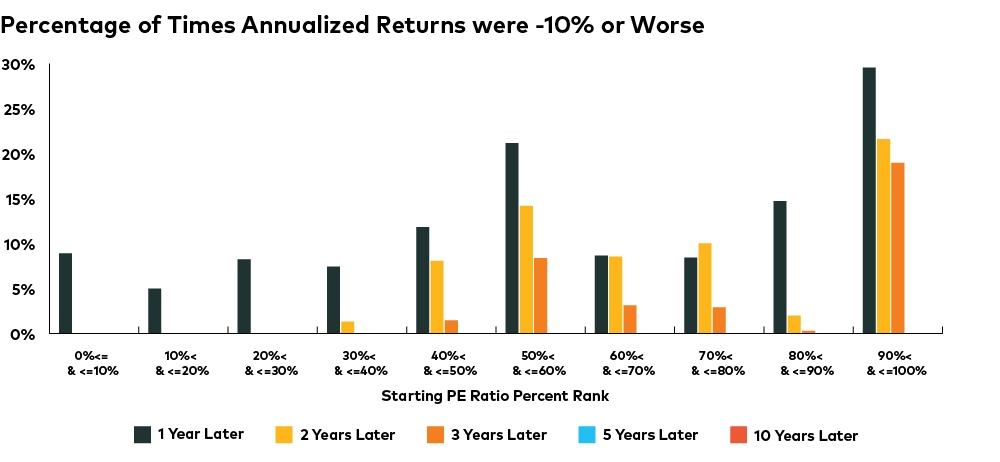 Percentage of Times Annualized Returns were -10% or Worse
30%
25%
20%
15%
10%
5%
0%
0%<= & <=10%
10%< & <=20%
20%< & <=30%
30%< & <=40%
40%< & <=50%
50%< & <=60%
60%< & <=70%
70%< & <=80%
80%< & <=90%
90%< & <=100%
Starting PE Ratio Percent Rank
1 Year Later
2 Years Later
3 Years Later
5 Years Later
10 Years Later